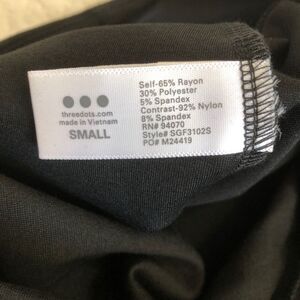 threedots.com
made in Vietnam
SMALL
Self-65% Rayon
30% Polyester
5% Spandex
Contrast-92% Nylon
8% Spandex
RN# 94070
Style# SGF3102S
PO# M24419